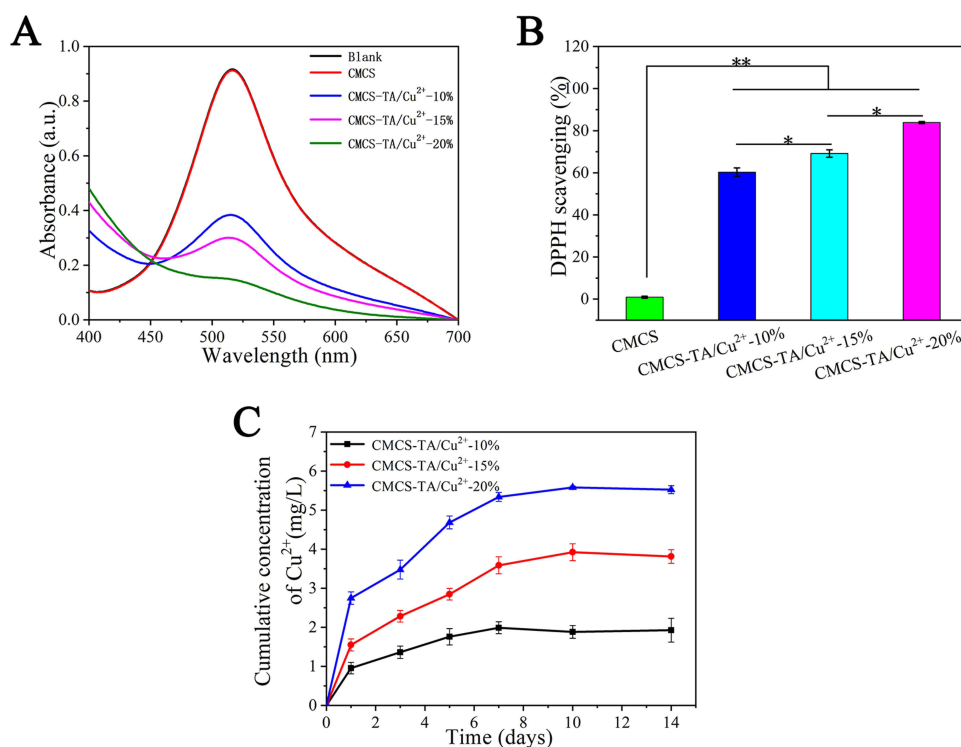 A
Absorbance (a.u.)
1.0
0.8
0.6
0.4
0.2
0.0
400 450 500 550 600 650 700
Wavelength (nm)
Blank
CMCS
CMCS-TA/Cu²⁺-10%
CMCS-TA/Cu²⁺-15%
CMCS-TA/Cu²⁺-20%
B
DPPH scavenging (%)
120
100
80
60
40
20
0
**
*
*
CMCS
CMCS-TA/Cu²⁺-10%
CMCS-TA/Cu²⁺-15%
CMCS-TA/Cu²⁺-20%
C
Cumulative concentration
of Cu²⁺(mg/L)
7
6
5
4
3
2
1
0
0 2 4 6 8 10 12 14
Time (days)
CMCS-TA/Cu²⁺-10%
CMCS-TA/Cu²⁺-15%
CMCS-TA/Cu²⁺-20%